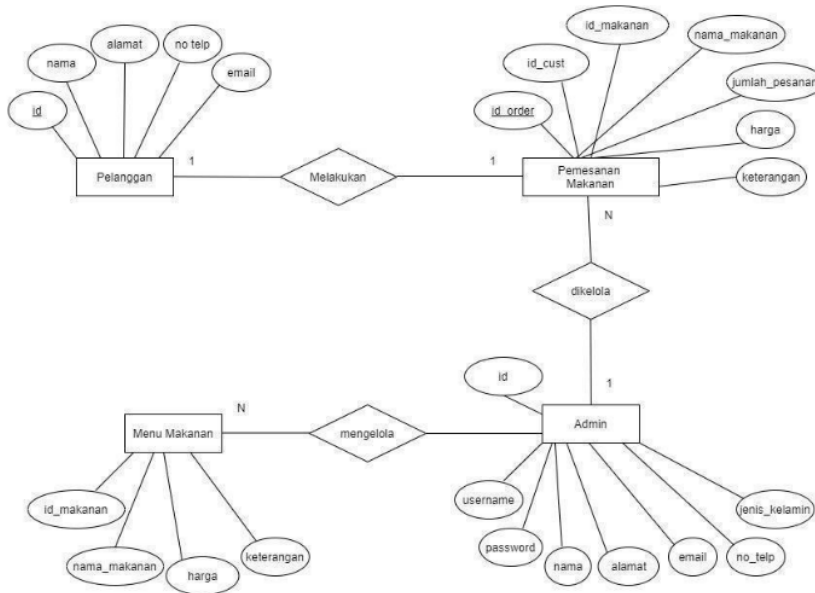 id_makanan
alamat
no telp
nama_makanan
nama
id_cust
email
jumlah_pesanan
id
id_order
harga
1
1
Pelanggan
Melakukan
Pemesanan
Makanan
keterangan
N
dikelola
id
1
N
Menu Makanan
mengelola
Admin
username
jenis_kelamin
id_makanan
password
keterangan
nama_makanan
harga
nama
alamat
email
no_telp